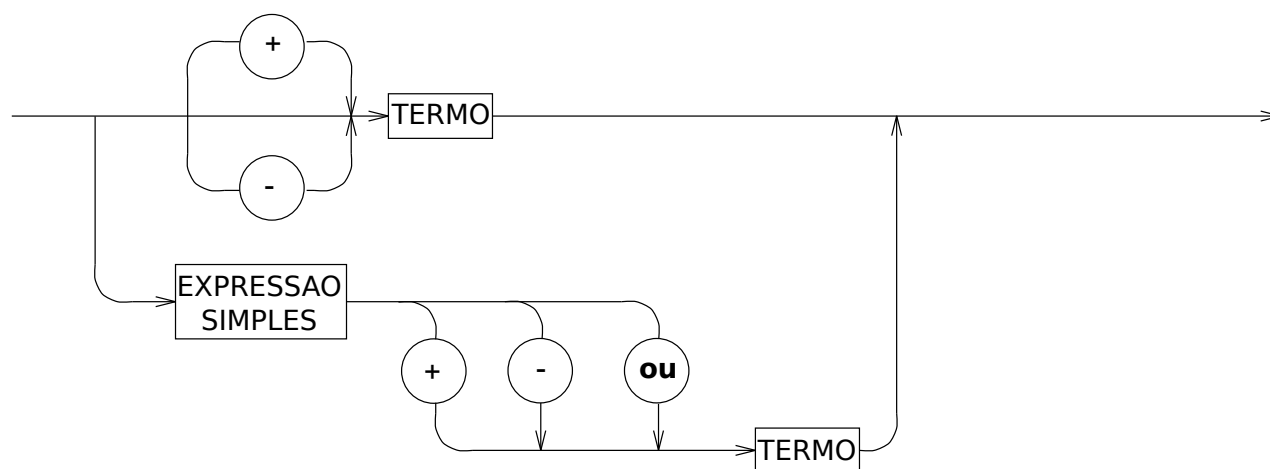 +
TERMO
-
EXPRESSAO
SIMPLES
+
-
ou
TERMO